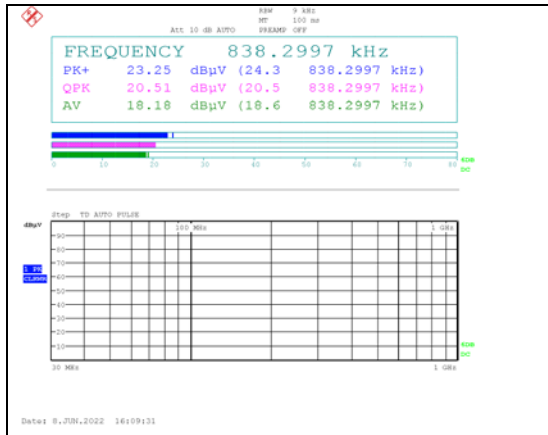 RBW 9 kHz
MT 100 ms
Att 10 dB AUTO PREAMP OFF
FREQUENCY 838.2997 kHz
PK+ 23.25 dBµV (24.3 838.2997 kHz)
QPK 20.51 dBµV (20.5 838.2997 kHz)
AV 18.18 dBµV (18.6 838.2997 kHz)
0 10 20 30 40 50 60 70 80
6DB
DC
Step TD AUTO PULSE
dBµV
100 MHz 1 GHz
90
80
70
1 PK
CLRWR
60
50
40
30
20
10
6DB
DC
30 MHz 1 GHz
Date: 8.JUN.2022 16:09:31